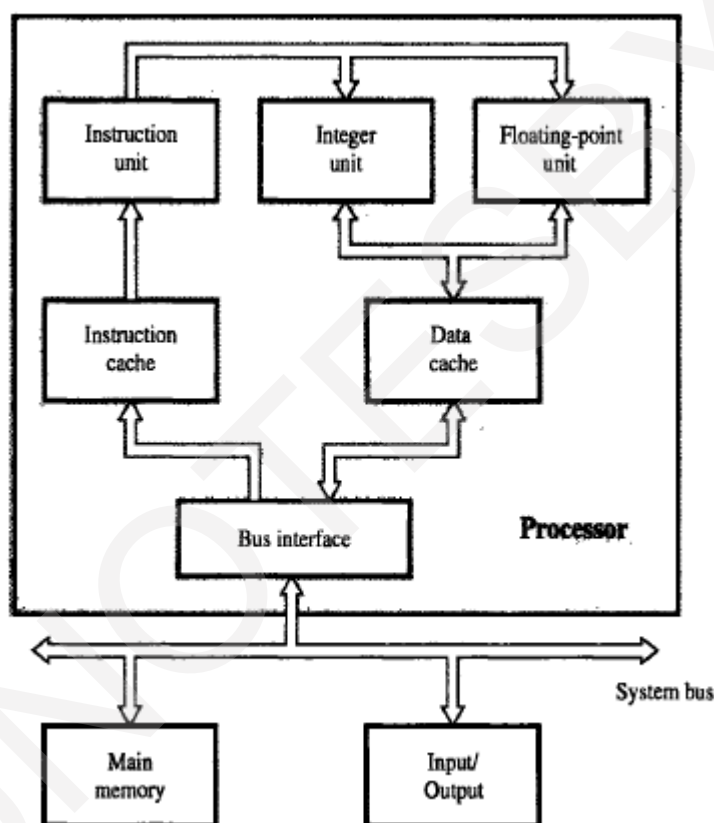 Instruction
unit
Integer
unit
Floating-point
unit
Instruction
cache
Data
cache
Bus interface
Processor
System bus
Main
memory
Input/
Output
NOTESBY